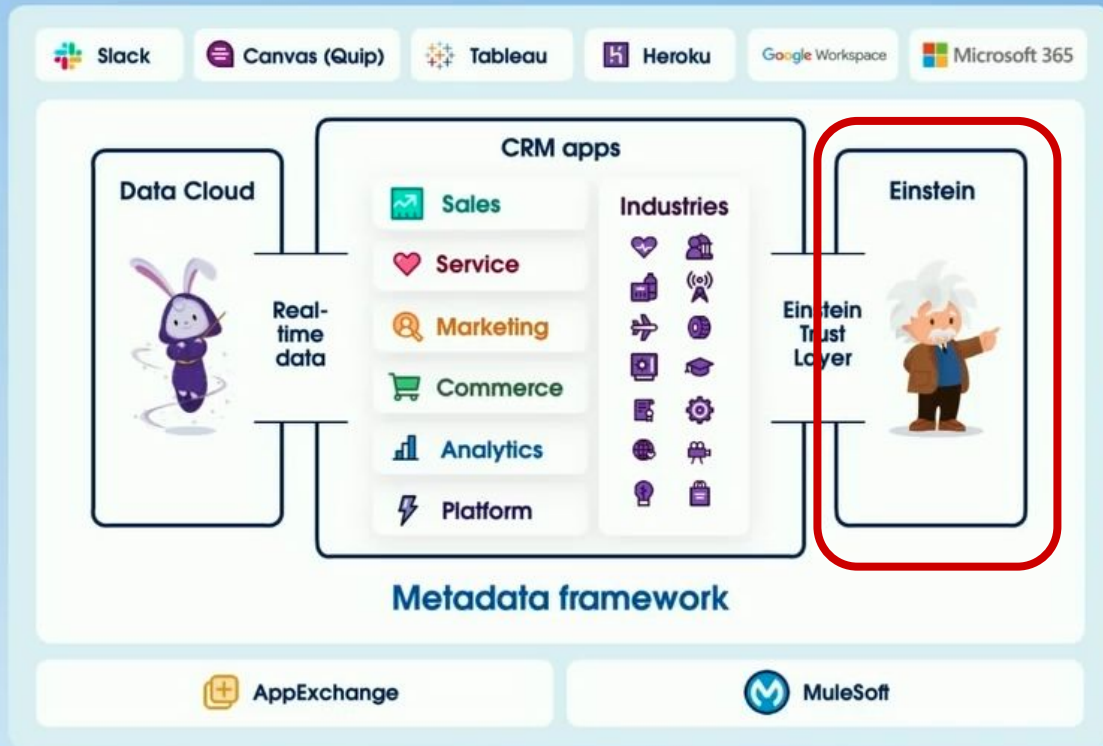 Slack
Canvas (Quip)
Tableau
Heroku
Google Workspace
Microsoft 365
CRM apps
Data Cloud
Sales
Industries
Einstein
Service
Real-
time
data
Marketing
Einstein
Trust
Layer
Commerce
Analytics
Platform
Metadata framework
AppExchange
MuleSoft